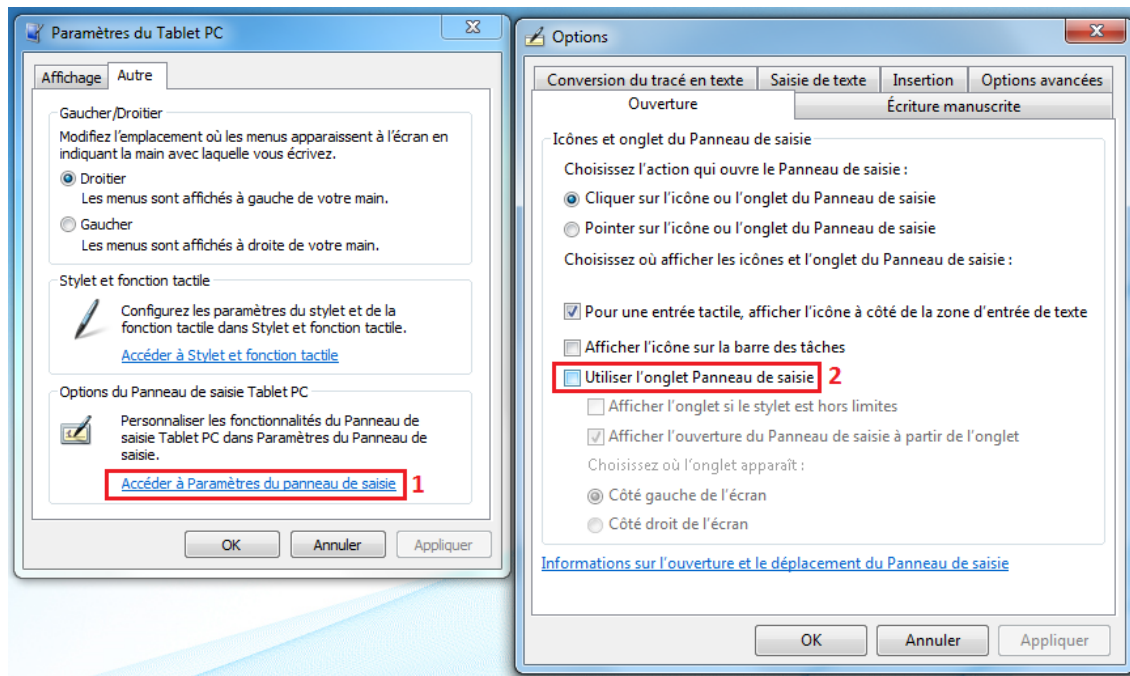 Paramètres du Tablet PC
Affichage
Autre
Gaucher/Droitier
Modifiez l'emplacement où les menus apparaissent à l'écran en
indiquant la main avec laquelle vous écrivez.
Droitier
Les menus sont affichés à gauche de votre main.
Gaucher
Les menus sont affichés à droite de votre main.
Stylet et fonction tactile
Configurez les paramètres du stylet et de la
fonction tactile dans Stylet et fonction tactile.
Accéder à Stylet et fonction tactile
Options du Panneau de saisie Tablet PC
Personnaliser les fonctionnalités du Panneau de
saisie Tablet PC dans Paramètres du Panneau de
saisie.
Accéder à Paramètres du panneau de saisie 1
OK Annuler Appliquer
Options
Conversion du tracé en texte Saisie de texte Insertion Options avancées
Ouverture Écriture manuscrite
Icônes et onglet du Panneau de saisie
Choisissez l'action qui ouvre le Panneau de saisie :
Cliquer sur l'icône ou l'onglet du Panneau de saisie
Pointer sur l'icône ou l'onglet du Panneau de saisie
Choisissez où afficher les icônes et l'onglet du Panneau de saisie :
Pour une entrée tactile, afficher l'icône à côté de la zone d'entrée de texte
Afficher l'icône sur la barre des tâches
Utiliser l'onglet Panneau de saisie 2
Afficher l'onglet si le stylet est hors limites
Afficher l'ouverture du Panneau de saisie à partir de l'onglet
Choisissez où l'onglet apparaît :
Côté gauche de l'écran
Côté droit de l'écran
Informations sur l'ouverture et le déplacement du Panneau de saisie
OK Annuler Appliquer